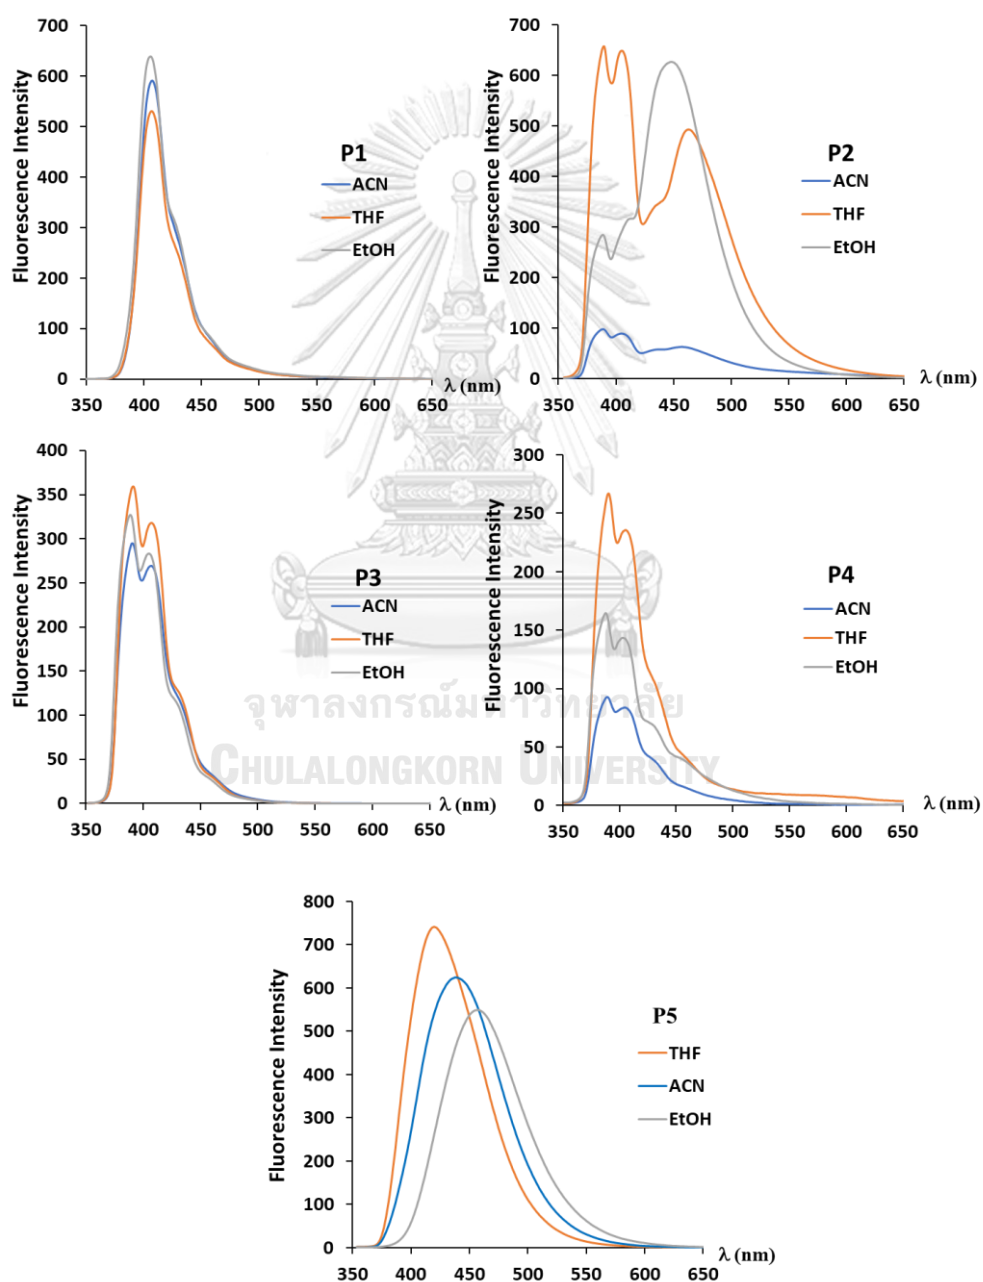 700
600
500
400
300
200
100
0
Fluorescence Intensity
P1
ACN
THF
EtOH
350 400 450 500 550 600 650
λ (nm)
700
600
500
400
300
200
100
0
Fluorescence Intensity
P2
ACN
THF
EtOH
350 400 450 500 550 600 650
λ (nm)
400
350
300
250
200
150
100
50
0
Fluorescence Intensity
P3
ACN
THF
EtOH
350 400 450 500 550 600 650
λ (nm)
300
250
200
150
100
50
0
Fluorescence Intensity
P4
ACN
THF
EtOH
350 400 450 500 550 600 650
λ (nm)
จุฬาลงกรณ์มหาวิทยาลัย
CHULALONGKORN UNIVERSITY
800
700
600
500
400
300
200
100
0
Fluorescence Intensity
P5
THF
ACN
EtOH
350 400 450 500 550 600 650
λ (nm)